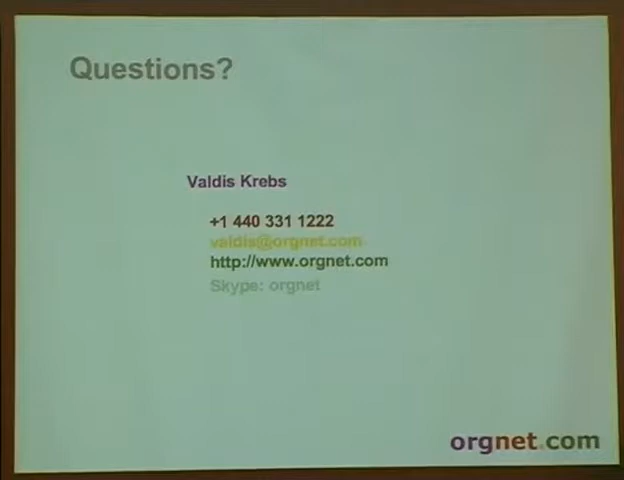 Questions?
Valdis Krebs
+1 440 331 1222
valdis@orgnet.com
http://www.orgnet.com
Skype: orgnet
orgnet.com